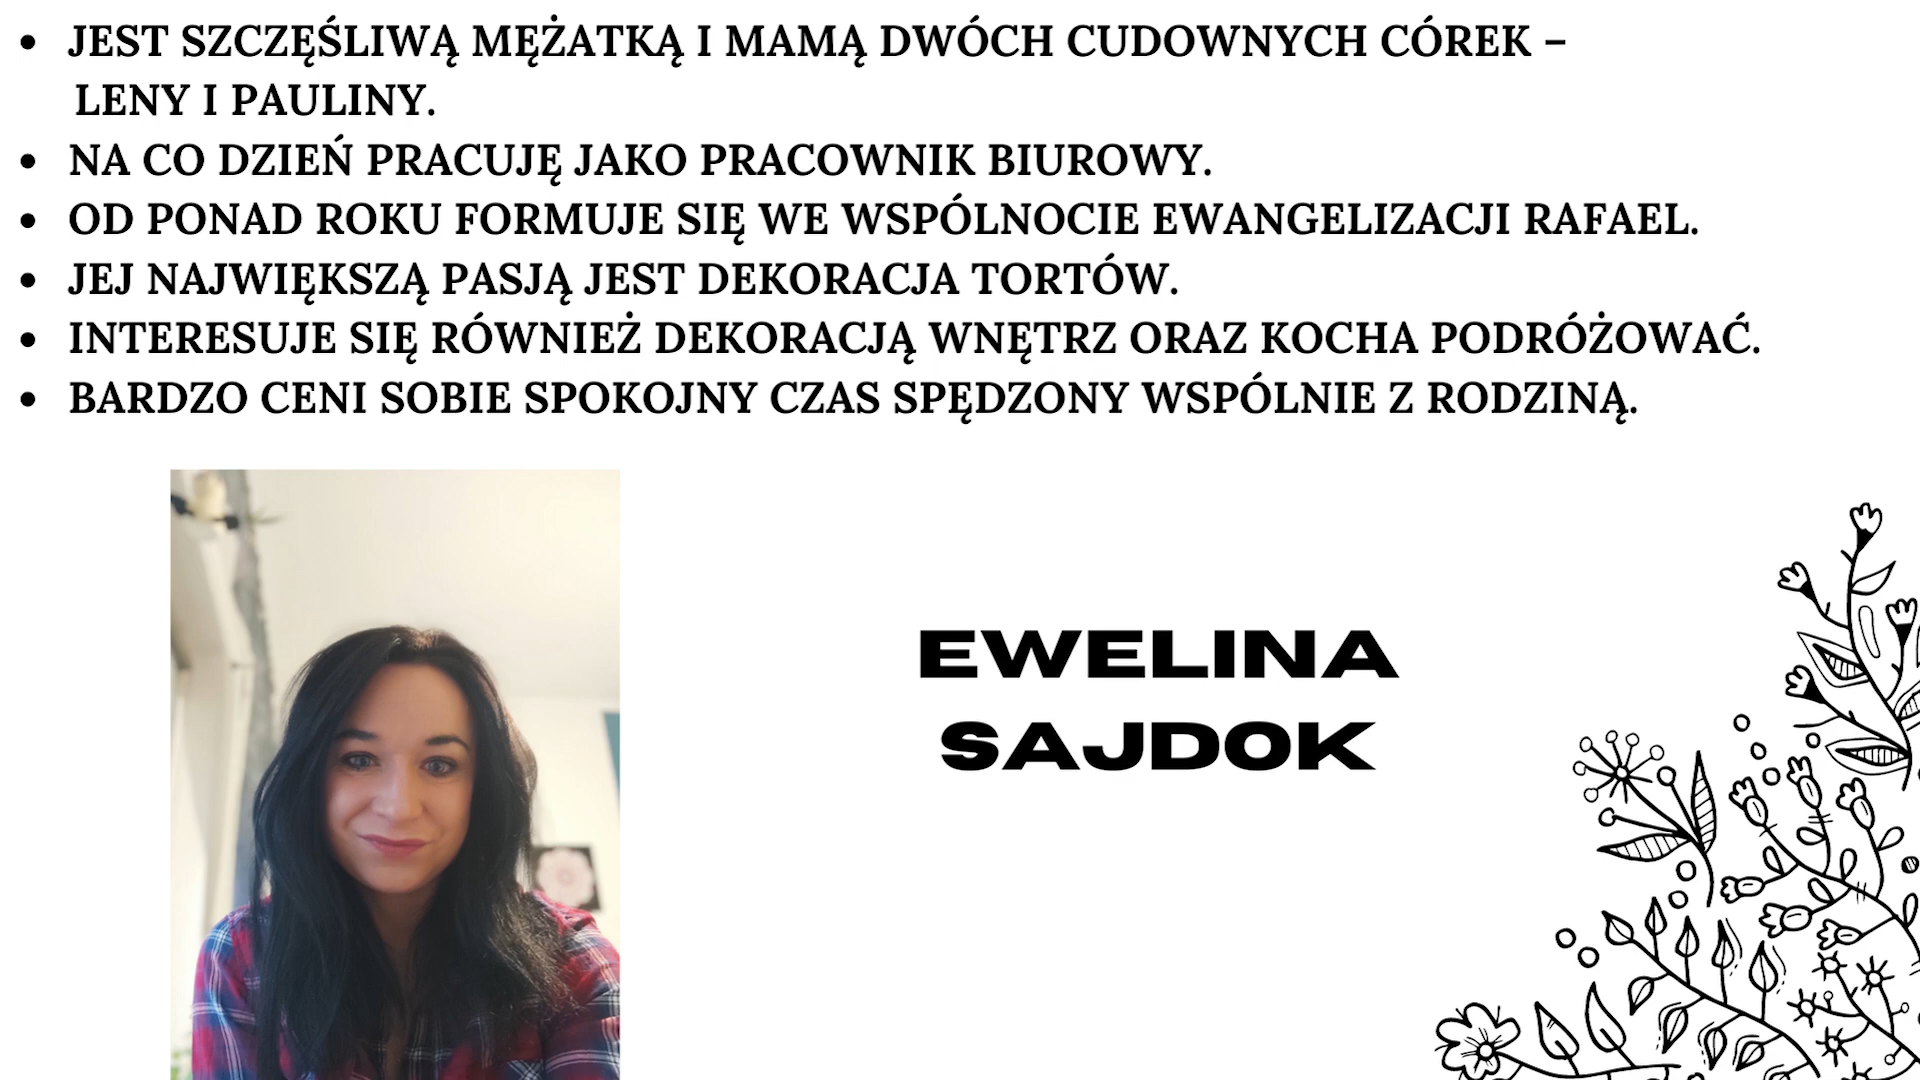 • JEST SZCZĘŚLIWĄ MĘŻATKĄ I MAMĄ DWÓCH CUDOWNYCH CÓREK –
LENY I PAULINY.
• NA CO DZIEŃ PRACUJĘ JAKO PRACOWNIK BIUROWY.
• OD PONAD ROKU FORMUJE SIĘ WE WSPÓLNOCIE EWANGELIZACJI RAFAEL.
• JEJ NAJWIĘKSZĄ PASJĄ JEST DEKORACJA TORTÓW.
• INTERESUJE SIĘ RÓWNIEŻ DEKORACJĄ WNĘTRZ ORAZ KOCHA PODRÓŻOWAĆ.
• BARDZO CENI SOBIE SPOKOJNY CZAS SPĘDZONY WSPÓLNIE Z RODZINĄ.
EWELINA
SAJDOK